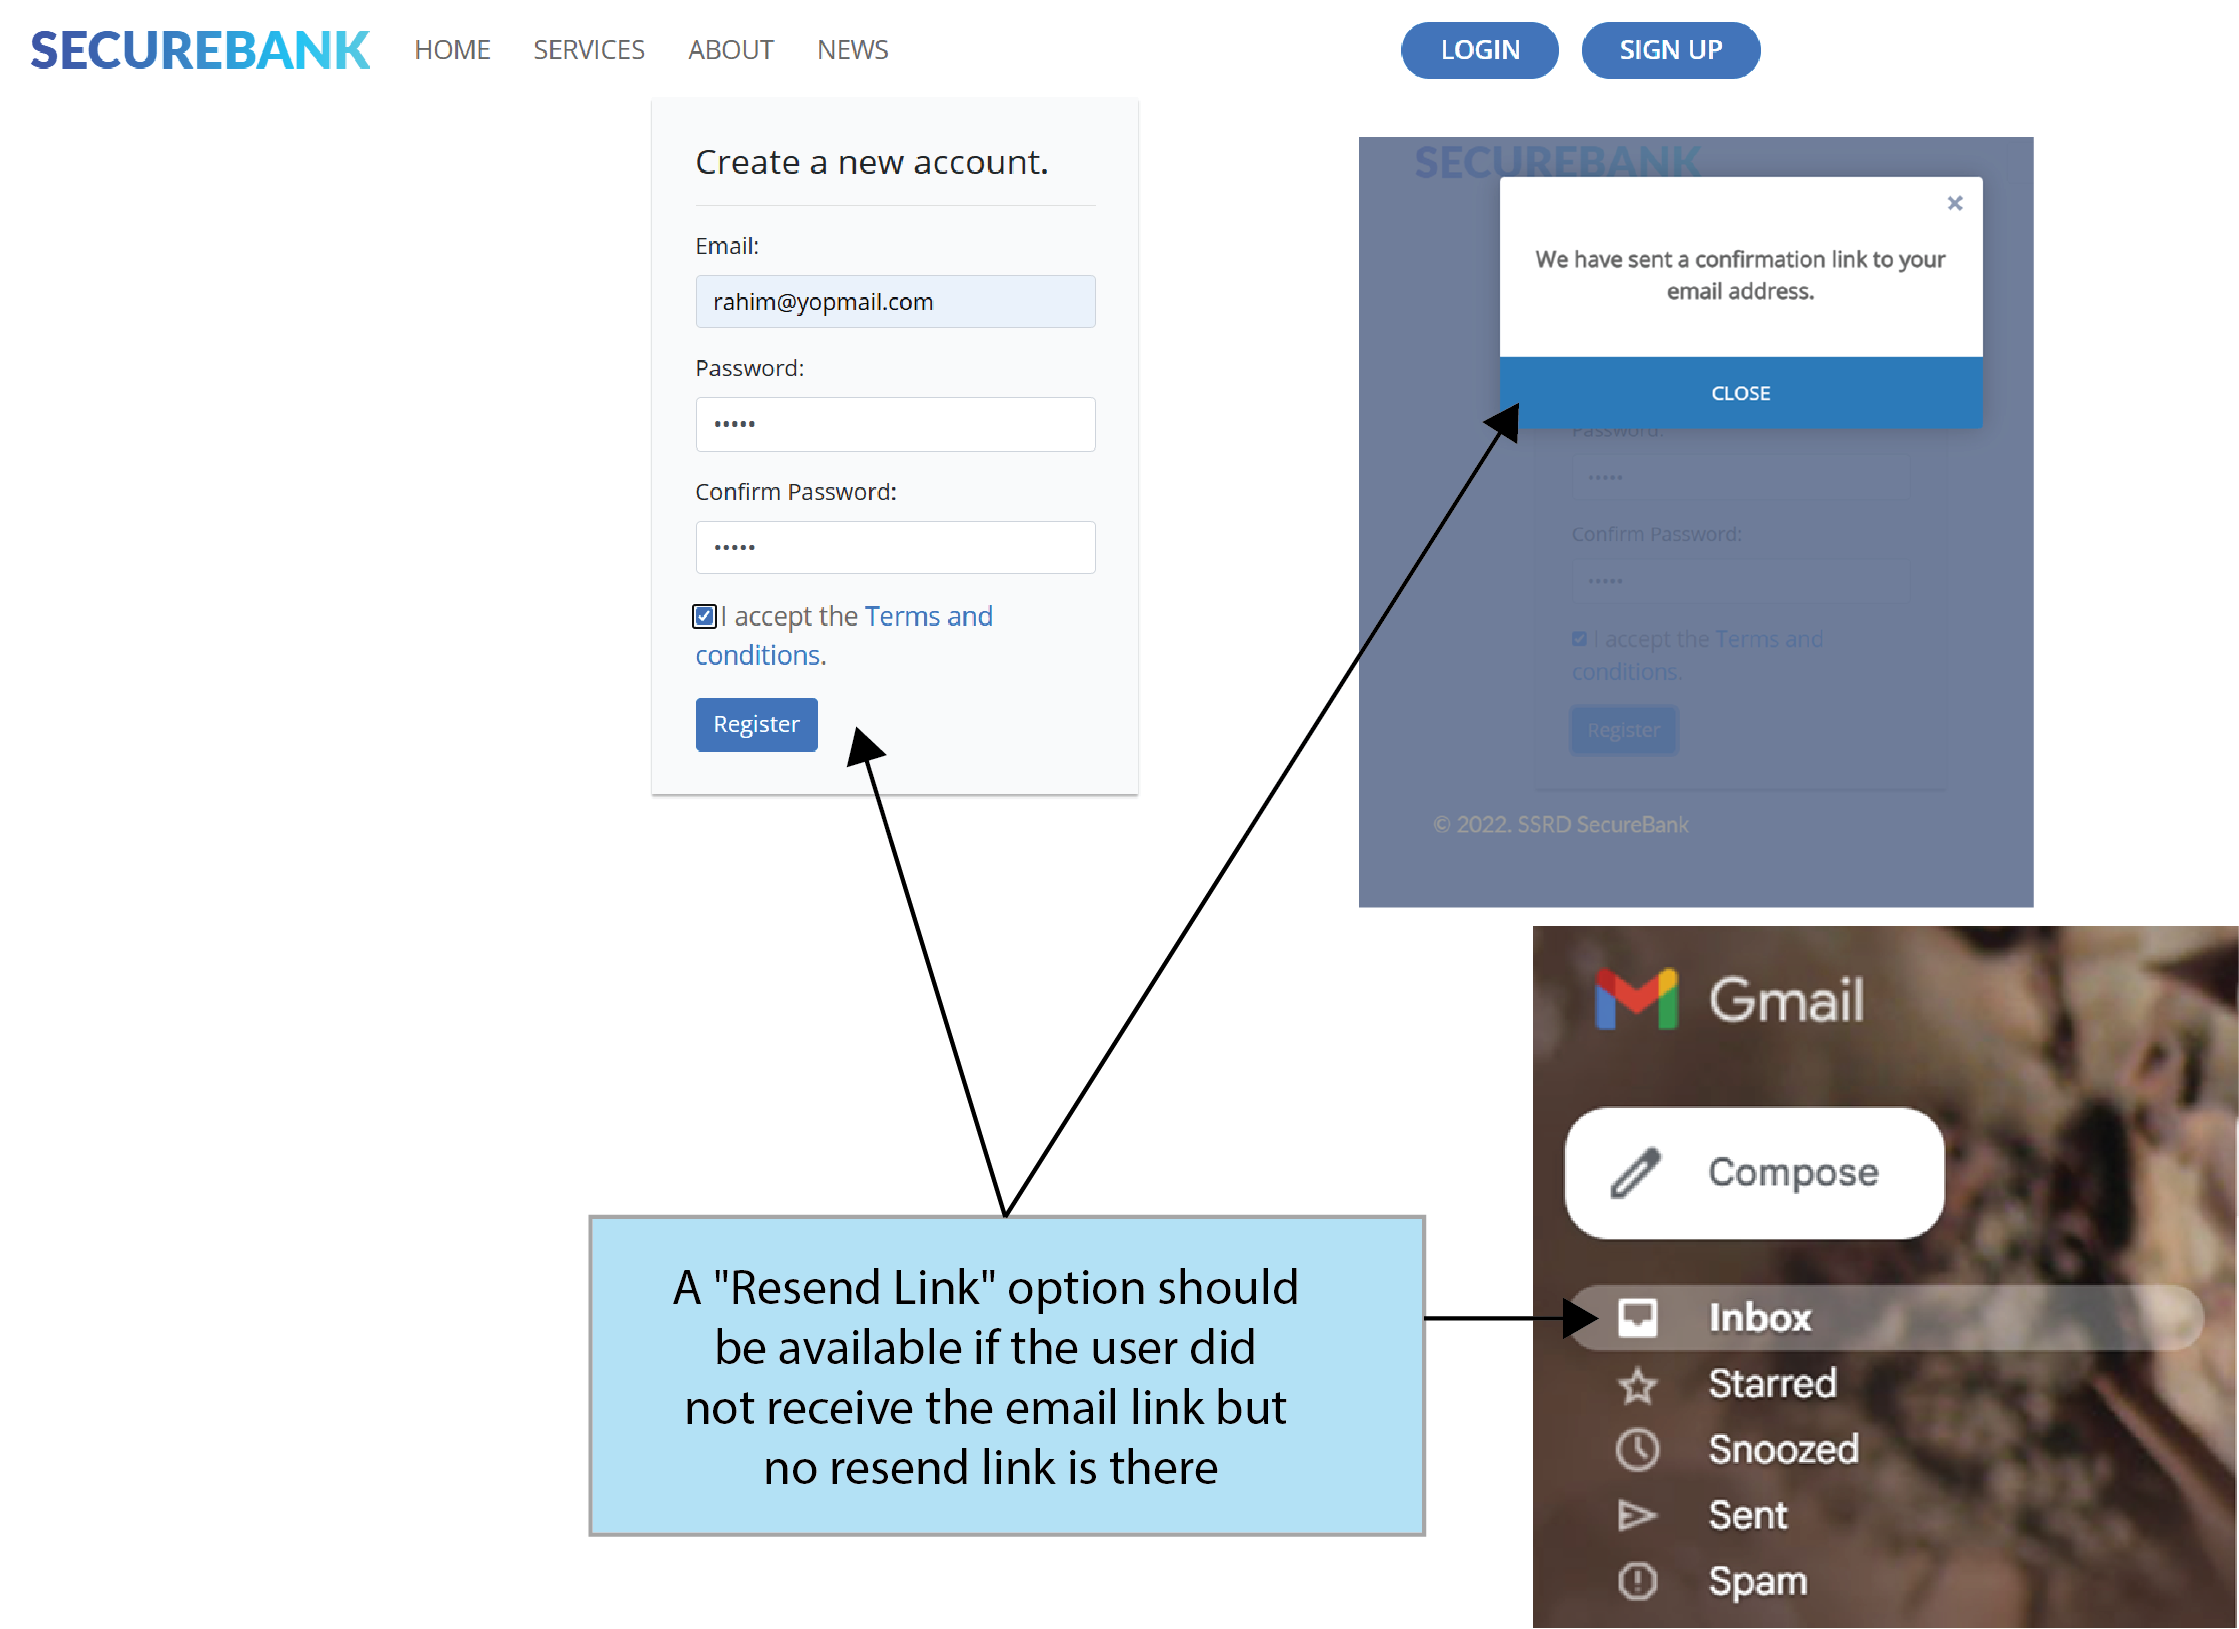 SECUREBANK HOME SERVICES ABOUT NEWS LOGIN SIGN UP
Create a new account.
Email:
rahim@yopmail.com
Password:
•••••
Confirm Password:
•••••
I accept the Terms and
conditions.
Register
SECUREBANK
×
We have sent a confirmation link to your
email address.
CLOSE
Password:
•••••
Confirm Password:
•••••
I accept the Terms and
conditions.
Register
© 2022. SSRD SecureBank
A "Resend Link" option should
be available if the user did
not receive the email link but
no resend link is there
Gmail
Compose
Inbox
Starred
Snoozed
Sent
Spam